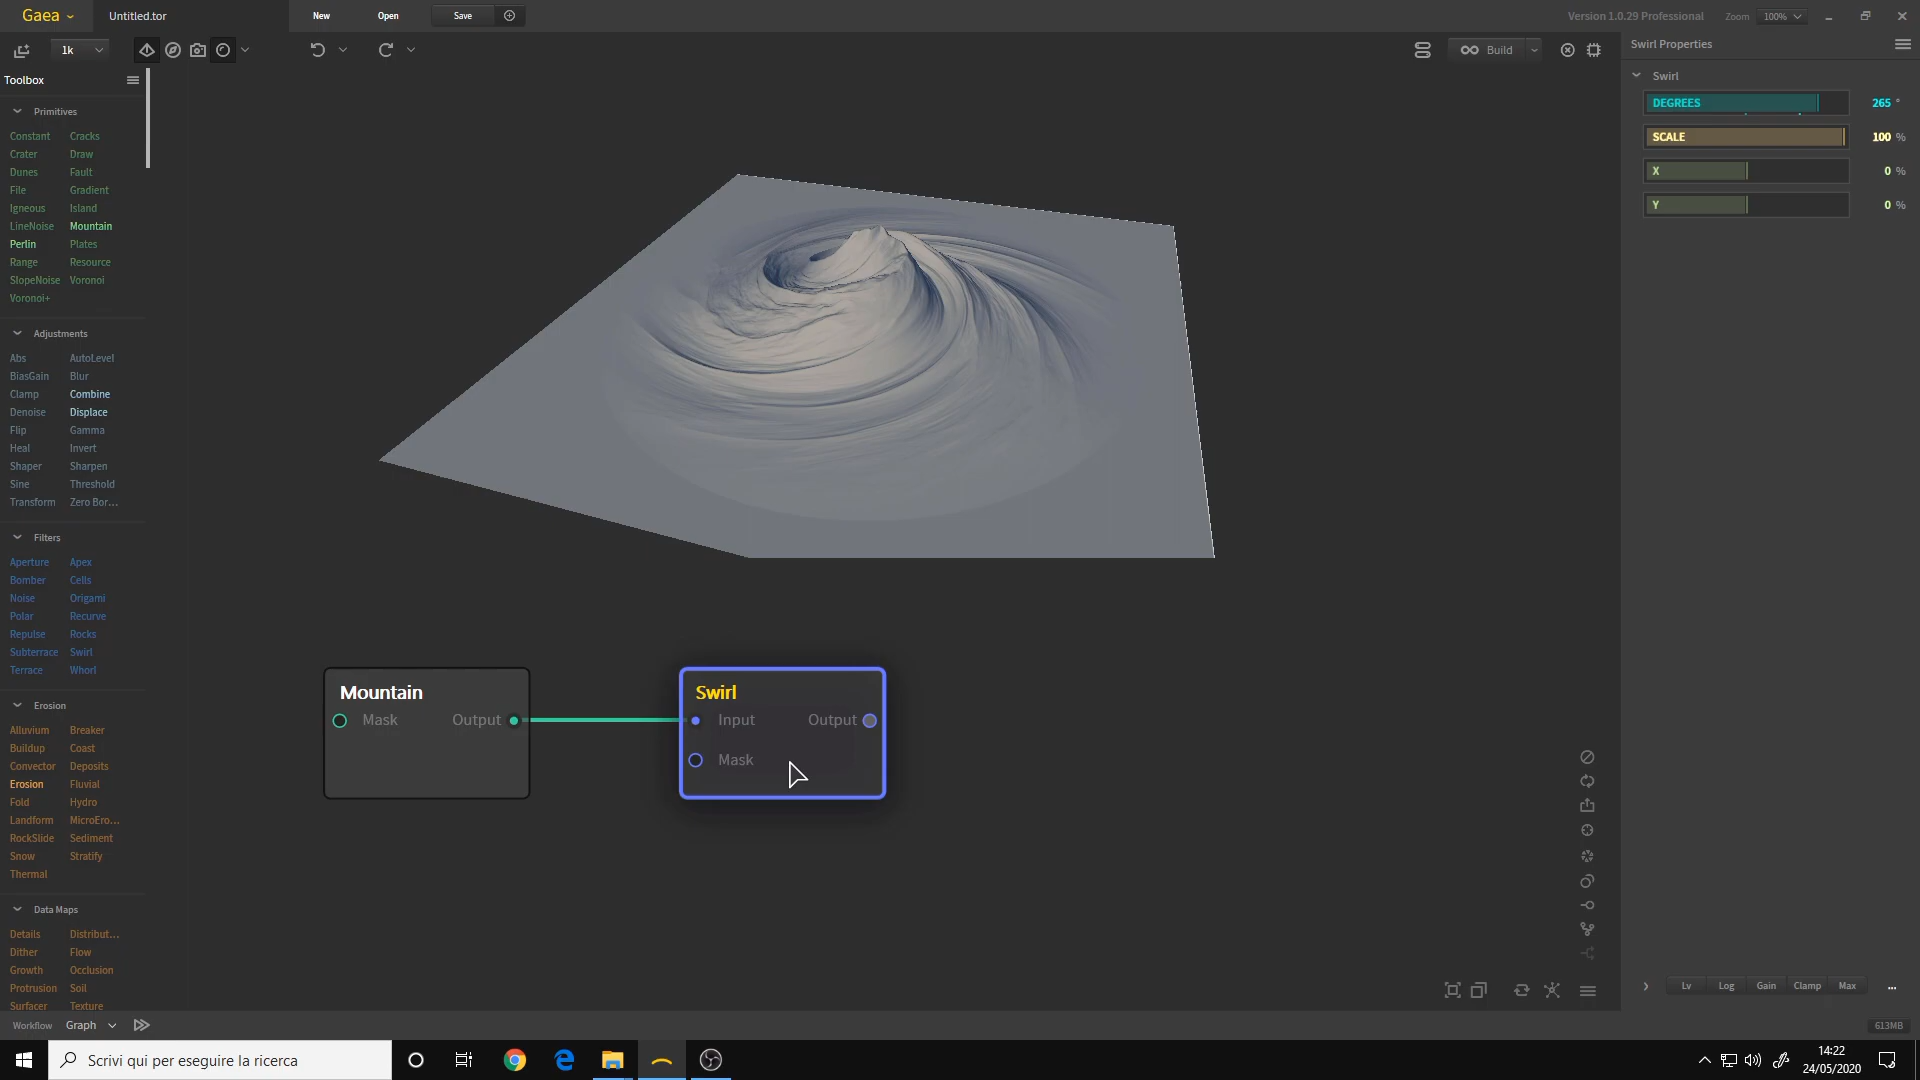 Gaea
Untitled.tor
New
Open
Save
Version 1.0.29 Professional
Zoom
100%
1k
Build
Swirl Properties
Toolbox
Swirl
DEGREES 265 °
SCALE 100 %
X 0 %
Y 0 %
Primitives
Constant Cracks
Crater Draw
Dunes Fault
File Gradient
Igneous Island
LineNoise Mountain
Perlin Plates
Range Resource
SlopeNoise Voronoi
Voronoi+
Adjustments
Abs AutoLevel
BiasGain Blur
Clamp Combine
Denoise Displace
Flip Gamma
Heal Invert
Shaper Sharpen
Sine Threshold
Transform Zero Bor...
Filters
Aperture Apex
Bomber Cells
Noise Origami
Polar Recurve
Repulse Rocks
Subterrace Swirl
Terrace Whorl
Erosion
Alluvium Breaker
Buildup Coast
Convector Deposits
Erosion Fluvial
Fold Hydro
Landform MicroEro...
RockSlide Sediment
Snow Stratify
Thermal
Data Maps
Details Distribut...
Dither Flow
Growth Occlusion
Protrusion Soil
Surfacer Texture
Mountain
Mask Output
Swirl
Input Output
Mask
Lv Log Gain Clamp Max ...
Workflow Graph
613MB
Scrivi qui per eseguire la ricerca
14:22
24/05/2020